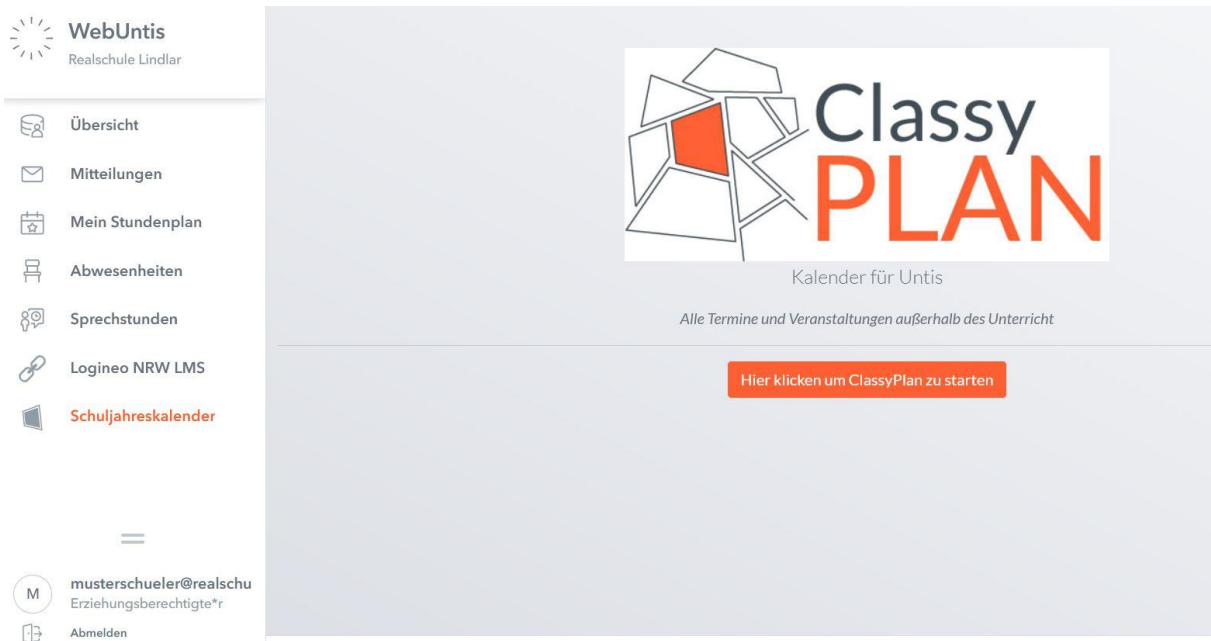 WebUntis
Realschule Lindlar
Übersicht
Mitteilungen
Mein Stundenplan
Abwesenheiten
Sprechstunden
Logineo NRW LMS
Schuljahreskalender
M
musterschueler@realschu
Erziehungsberechtigte*r
Abmelden
Classy
PLAN
Kalender für Untis
Alle Termine und Veranstaltungen außerhalb des Unterricht
Hier klicken um ClassyPlan zu starten